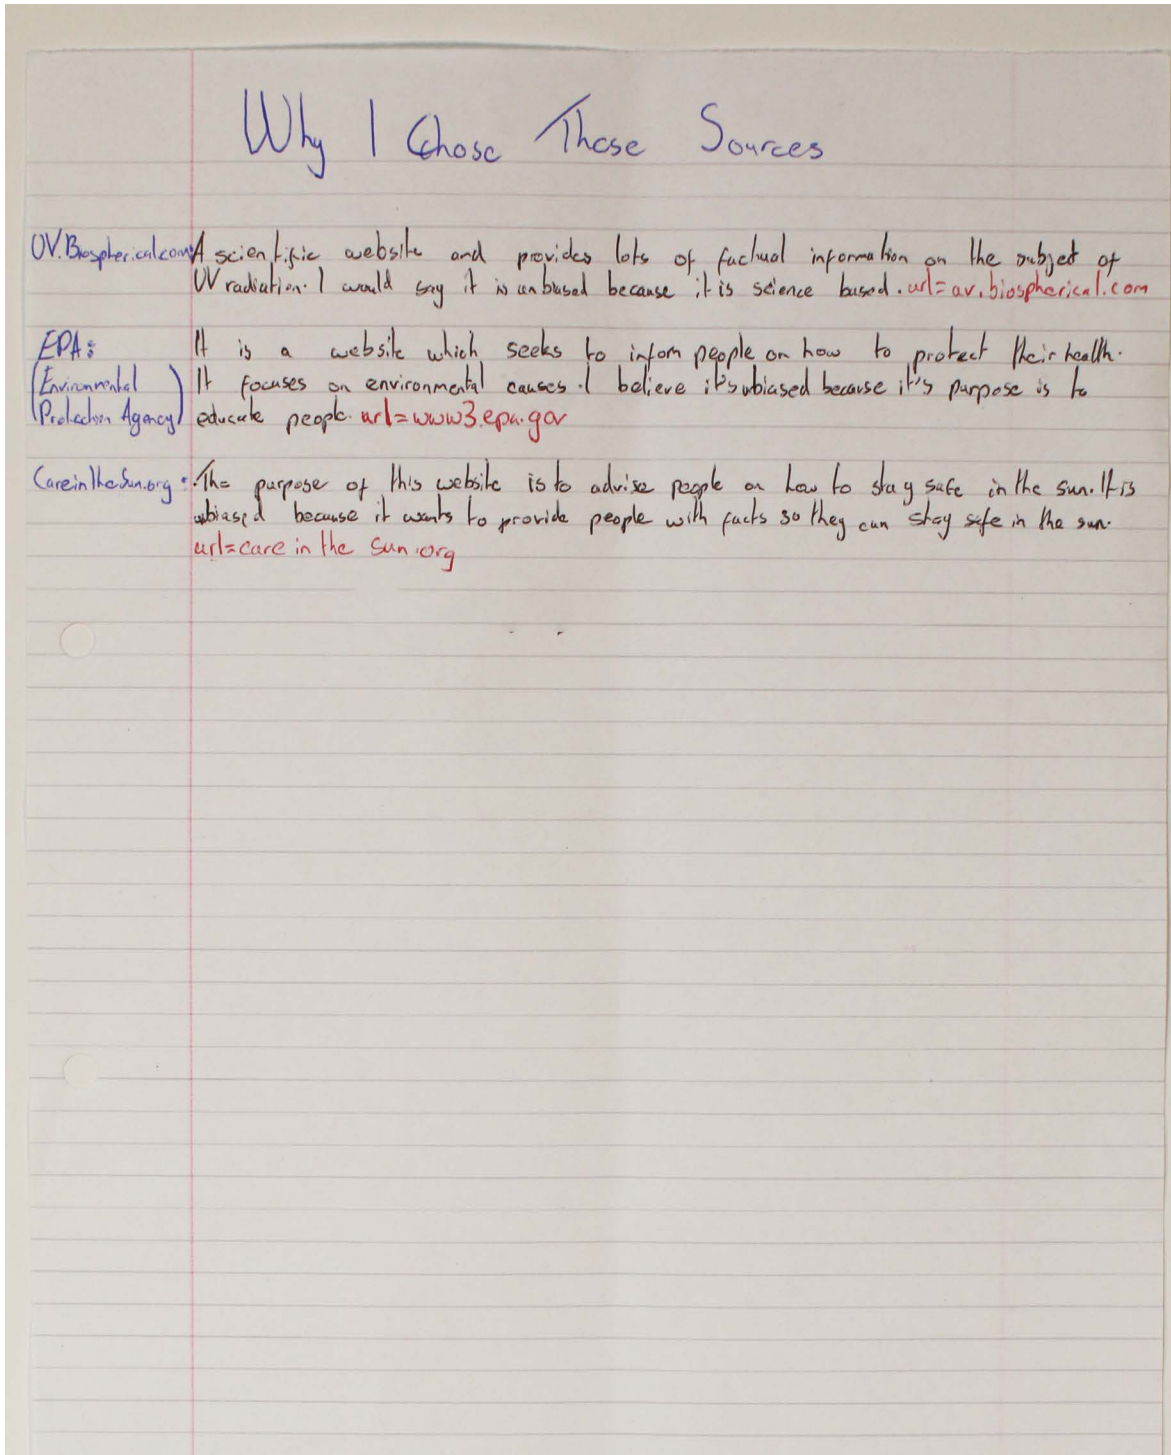 Why I Chose These Sources
UV.Biospherical.com: A scientific website and provides lots of factual information on the subject of
UV radiation. I would say it is unbiased because it is science based. url=uv.biospherical.com
EPA: It is a website which seeks to inform people on how to protect their health.
(Environmental It focuses on environmental causes. I believe it's ubiased because it's purpose is to
Protection Agency) educate people. url=www3.epa.gov
CareintheSun.org: The purpose of this website is to advise people on how to stay safe in the sun. It is
ubiased because it wants to provide people with facts so they can stay safe in the sun.
url=care in the sun.org